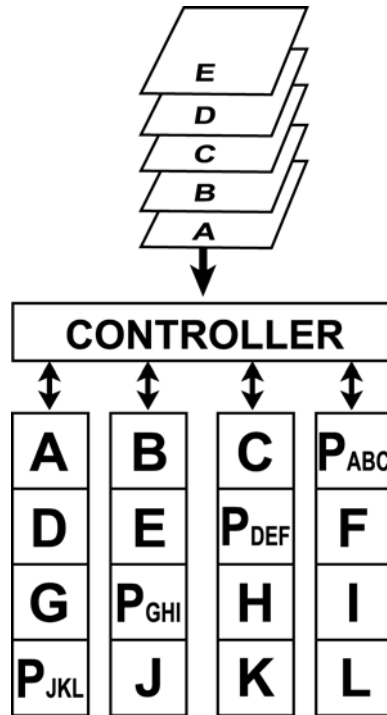 E
D
C
B
A
CONTROLLER
A B C PABC
D E PDEF F
G PGHI H I
PJKL J K L